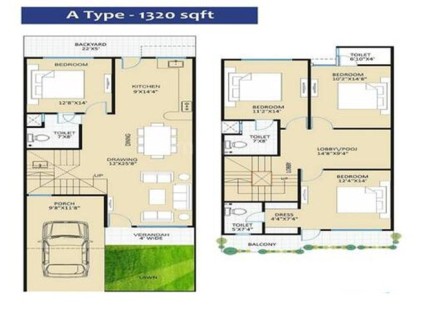 A Type - 1320 sqft
BACKYARD
22'X5'
BEDROOM
12'8"X14'
KITCHEN
9'X14'4"
TOILET
7'X8'
DINING
DRAWING
12'X25'8"
UP
PORCH
9'8"X11'8"
VERANDAH
4' WIDE
LAWN
TOILET
8'10"X4'
BEDROOM
10'2"X14'8"
BEDROOM
11'2"X14'
TOILET
7'X8'
LOBBY/POOJ
14'8"X9'4"
LOBBY
BEDROOM
12'4"X14'
DRESS
4'4"X7'4"
TOILET
5'X7'4"
BALCONY